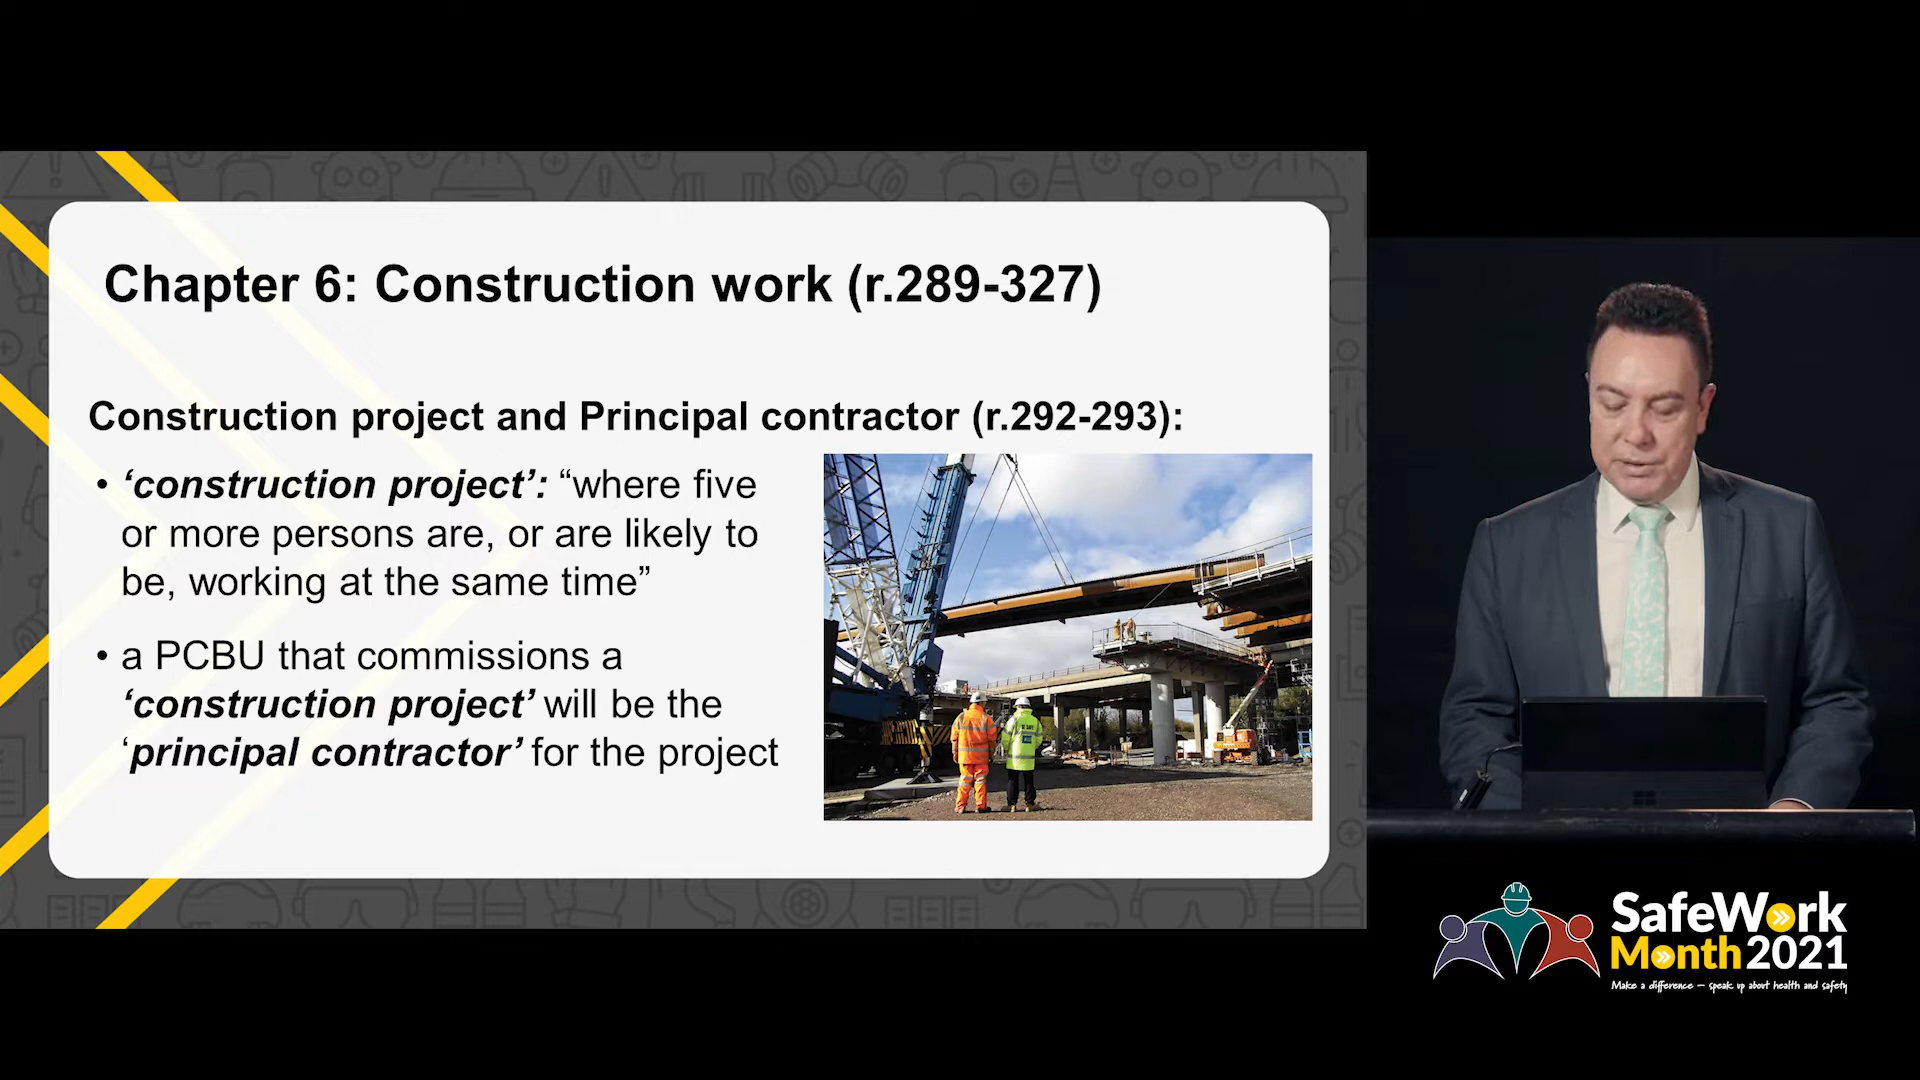 Chapter 6: Construction work (r.289-327)
Construction project and Principal contractor (r.292-293):
• ‘construction project’: “where five
or more persons are, or are likely to
be, working at the same time”
• a PCBU that commissions a
‘construction project’ will be the
‘principal contractor’ for the project
SafeWork
Month 2021
Make a difference – speak up about health and safety